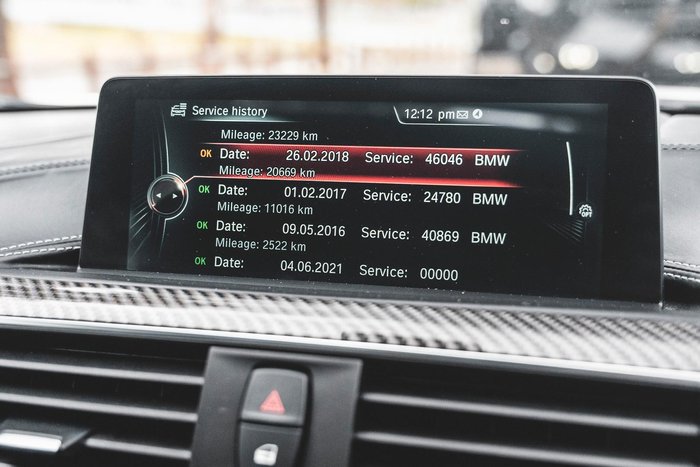 Service history
12:12 pm
Mileage: 23229 km
OK Date: 26.02.2018 Service: 46046 BMW
Mileage: 20669 km
OK Date: 01.02.2017 Service: 24780 BMW
Mileage: 11016 km
OK Date: 09.05.2016 Service: 40869 BMW
Mileage: 2522 km
OK Date: 04.06.2021 Service: 00000
OFF